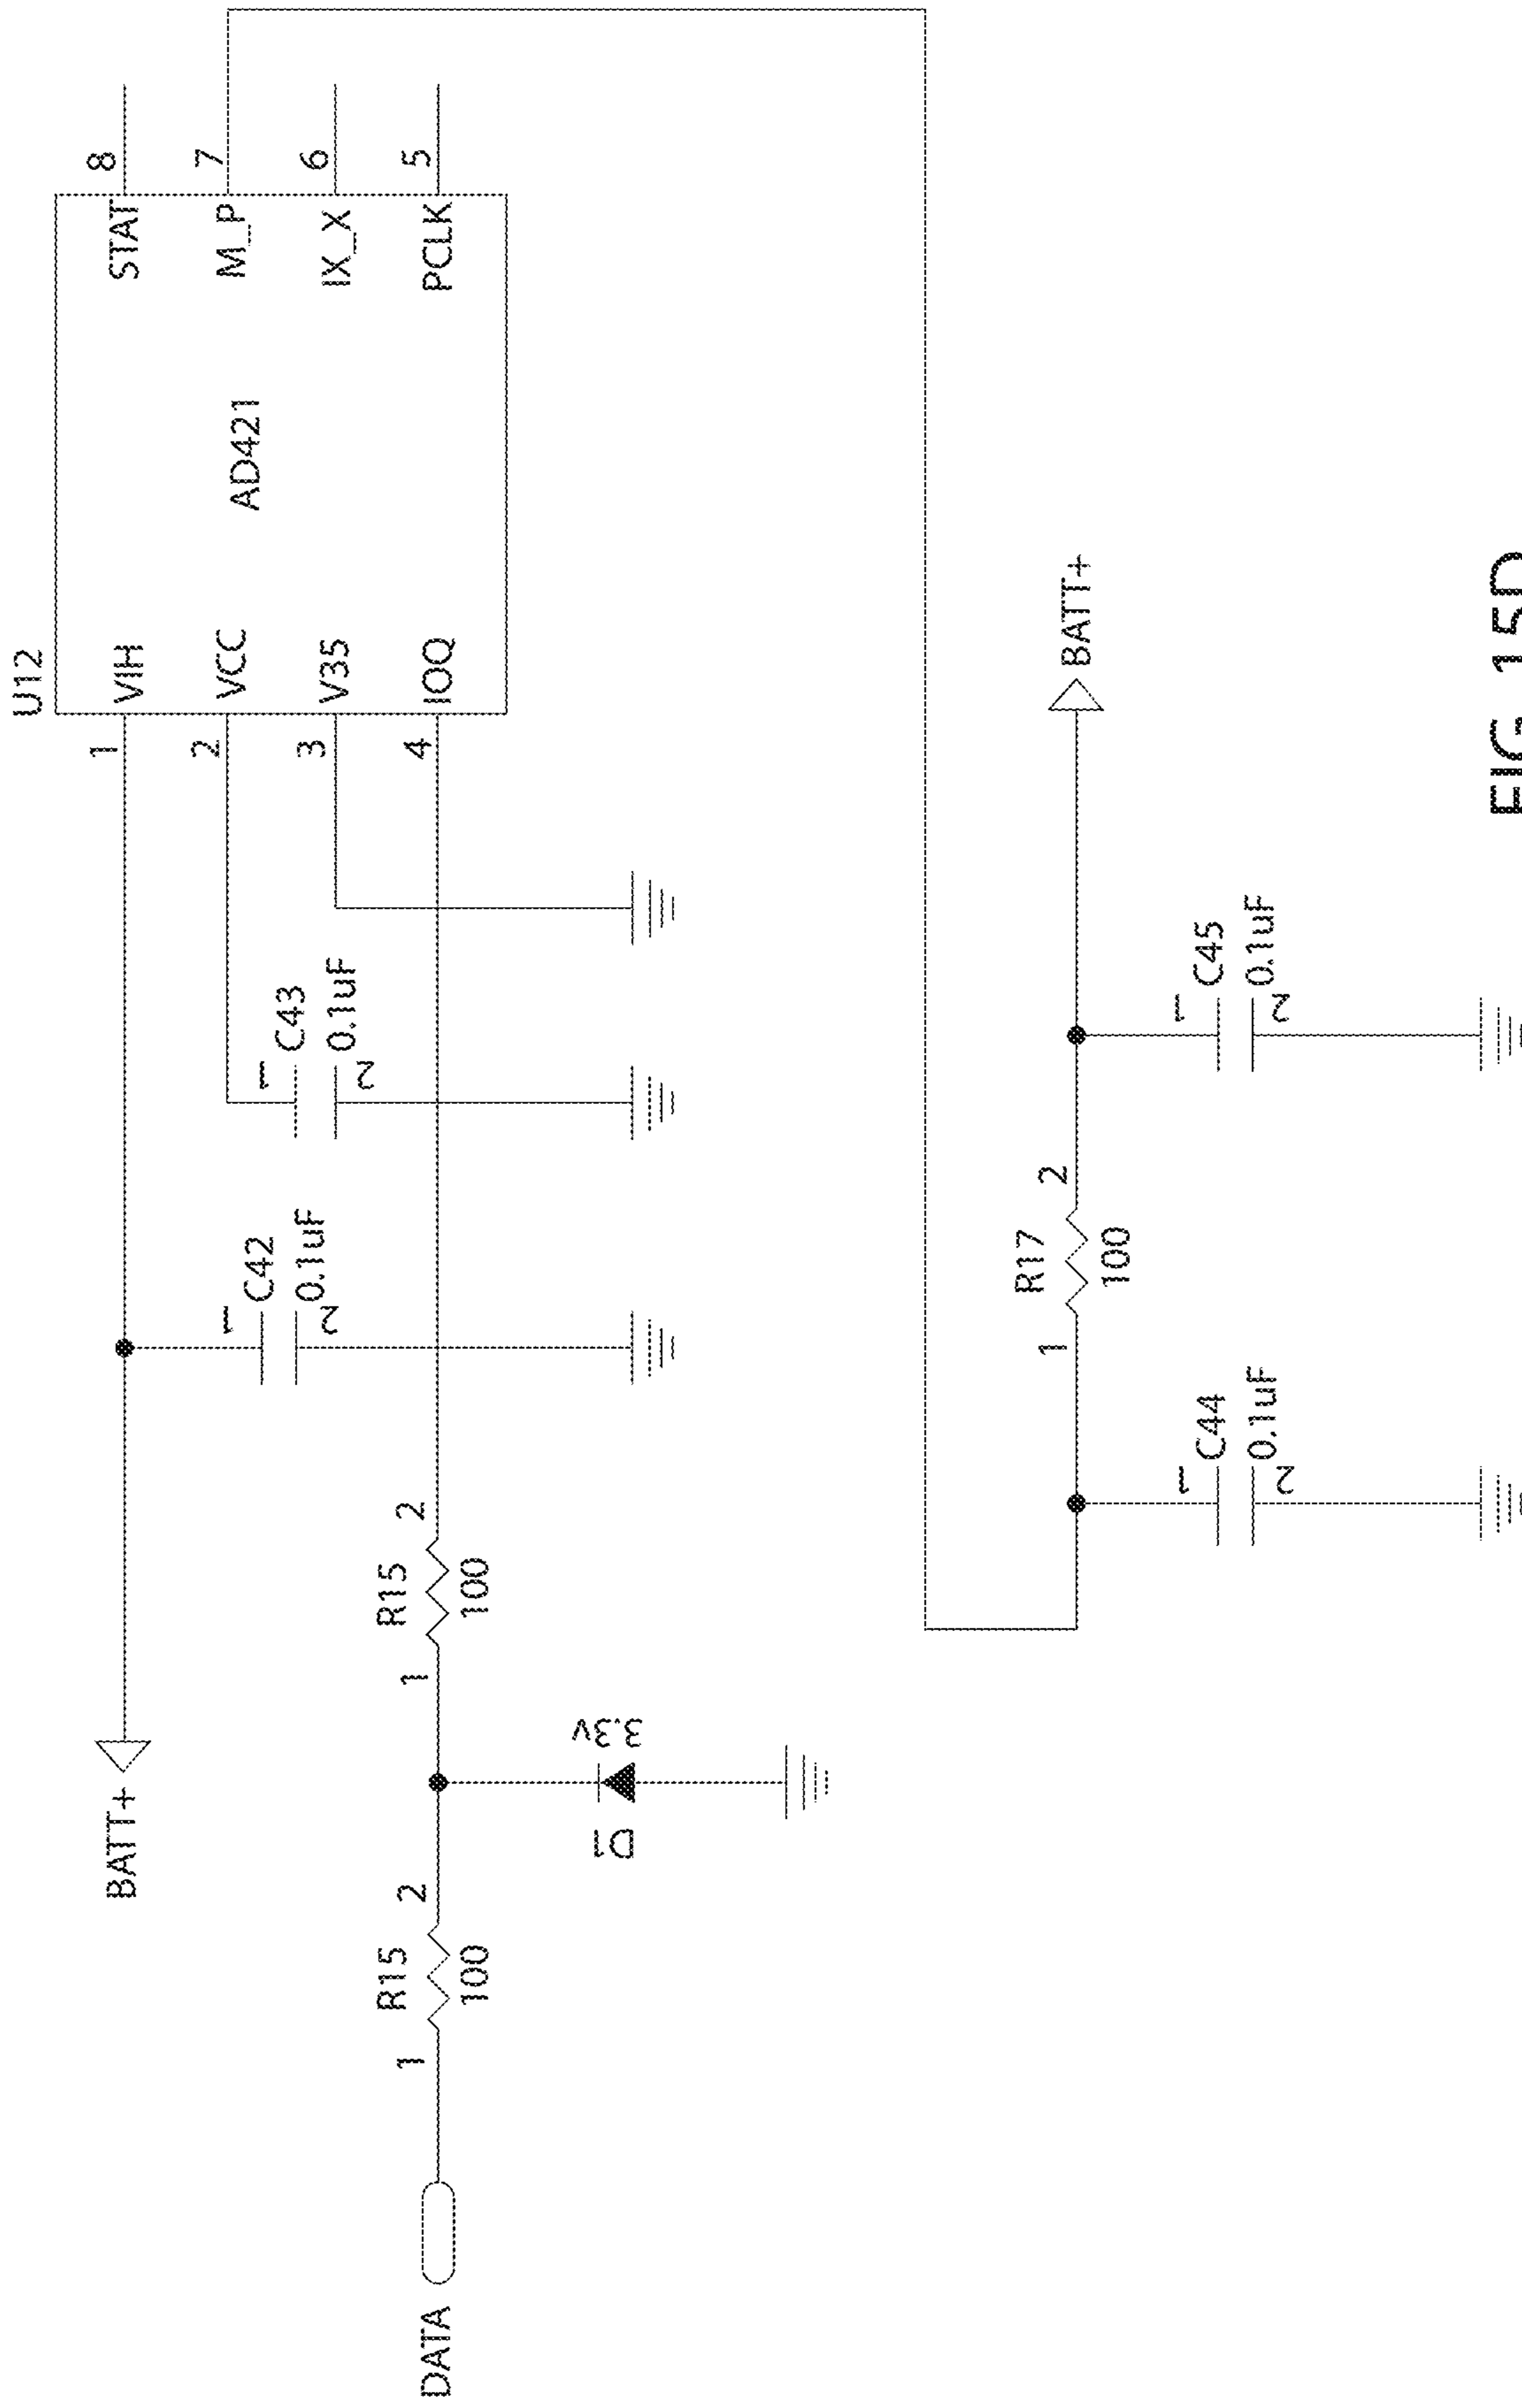 U12
1
VIH
STAT
8
2
VCC
M_P
7
AD421
3
V35
IX_X
6
4
IOQ
PCLK
5
BATT+
1
C42
0.1uF
2
1
C43
0.1uF
2
DATA
1
R15
2
100
1
R15
2
100
D1
3.3v
1
R17
2
100
BATT+
1
C44
0.1uF
2
1
C45
0.1uF
2
FIG. 15D